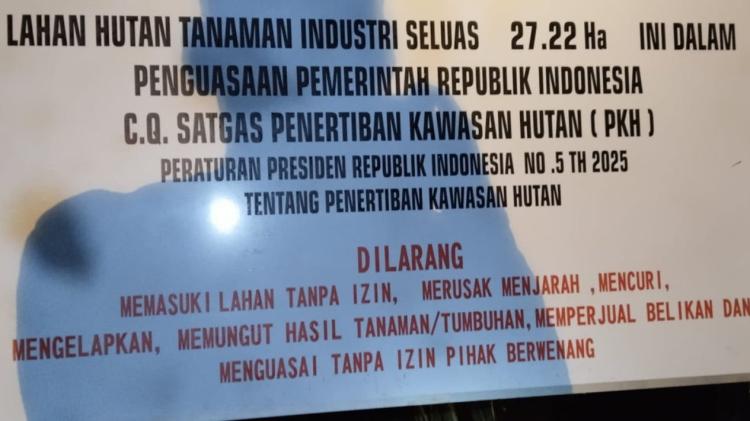 LAHAN HUTAN TANAMAN INDUSTRI SELUAS 27.22 Ha INI DALAM
PENGUASAAN PEMERINTAH REPUBLIK INDONESIA
C.Q. SATGAS PENERTIBAN KAWASAN HUTAN ( PKH )
PERATURAN PRESIDEN REPUBLIK INDONESIA NO .5 TH 2025
TENTANG PENERTIBAN KAWASAN HUTAN
DILARANG
MEMASUKI LAHAN TANPA IZIN, MERUSAK MENJARAH ,MENCURI,
MENGELAPKAN, MEMUNGUT HASIL TANAMAN/TUMBUHAN, MEMPERJUAL BELIKAN DAN
MENGUASAI TANPA IZIN PIHAK BERWENANG